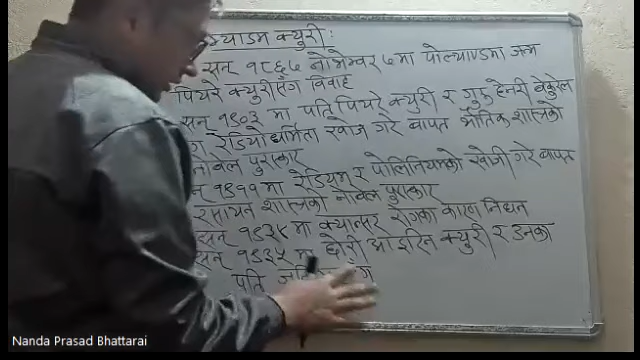 म्याडम क्युरी :
सन् १८६७ नोभेम्बर ७ मा पोल्याण्डमा जन्म
पियरे क्युरीसँग विवाह
सन् १९०३ मा पति पियरे क्युरी र गुरु हेनरी बेकुरेल
रेडियोधर्मिता खोज गरे बापत भौतिक शास्त्रको
नोबेल पुरस्कार
१९११ मा रेडियम र पोलिनियमको खोजी गरे बापत
रसायन शास्त्रको नोबेल पुरस्कार
सन् १९३४ मा क्यान्सर रोगका कारण निधन
सन् १९३५ मा छोरी आइरिन क्युरी र उनका
पति
Nanda Prasad Bhattarai